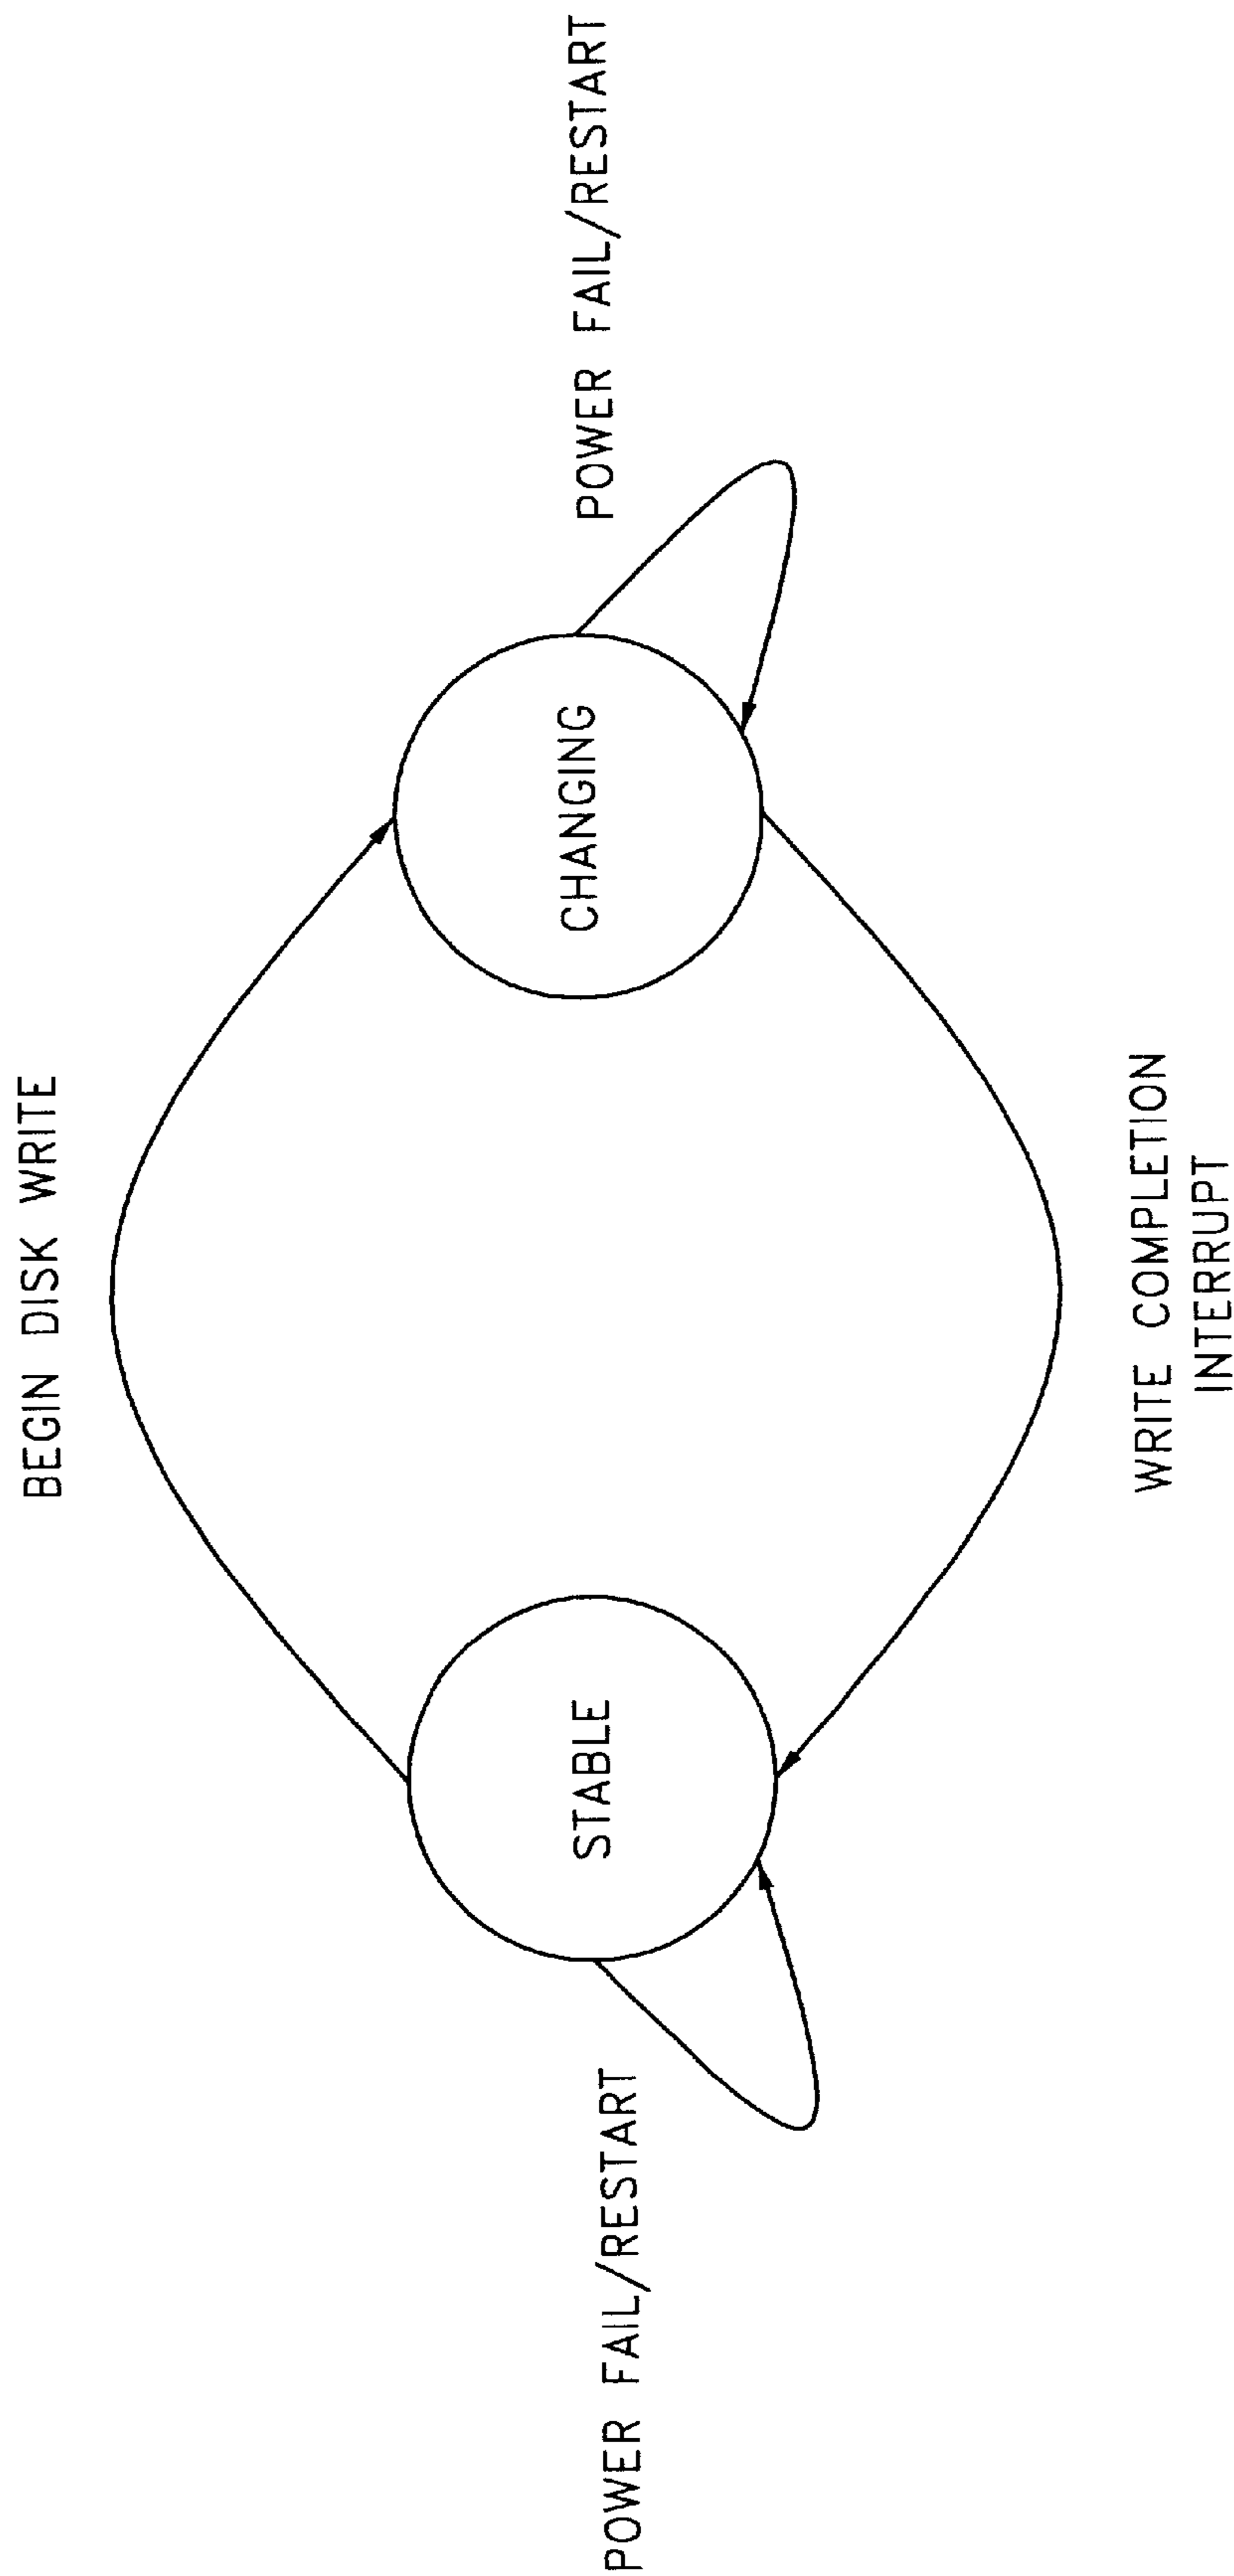 BEGIN DISK WRITE
POWER FAIL/RESTART
STABLE
CHANGING
POWER FAIL/RESTART
WRITE COMPLETION
INTERRUPT